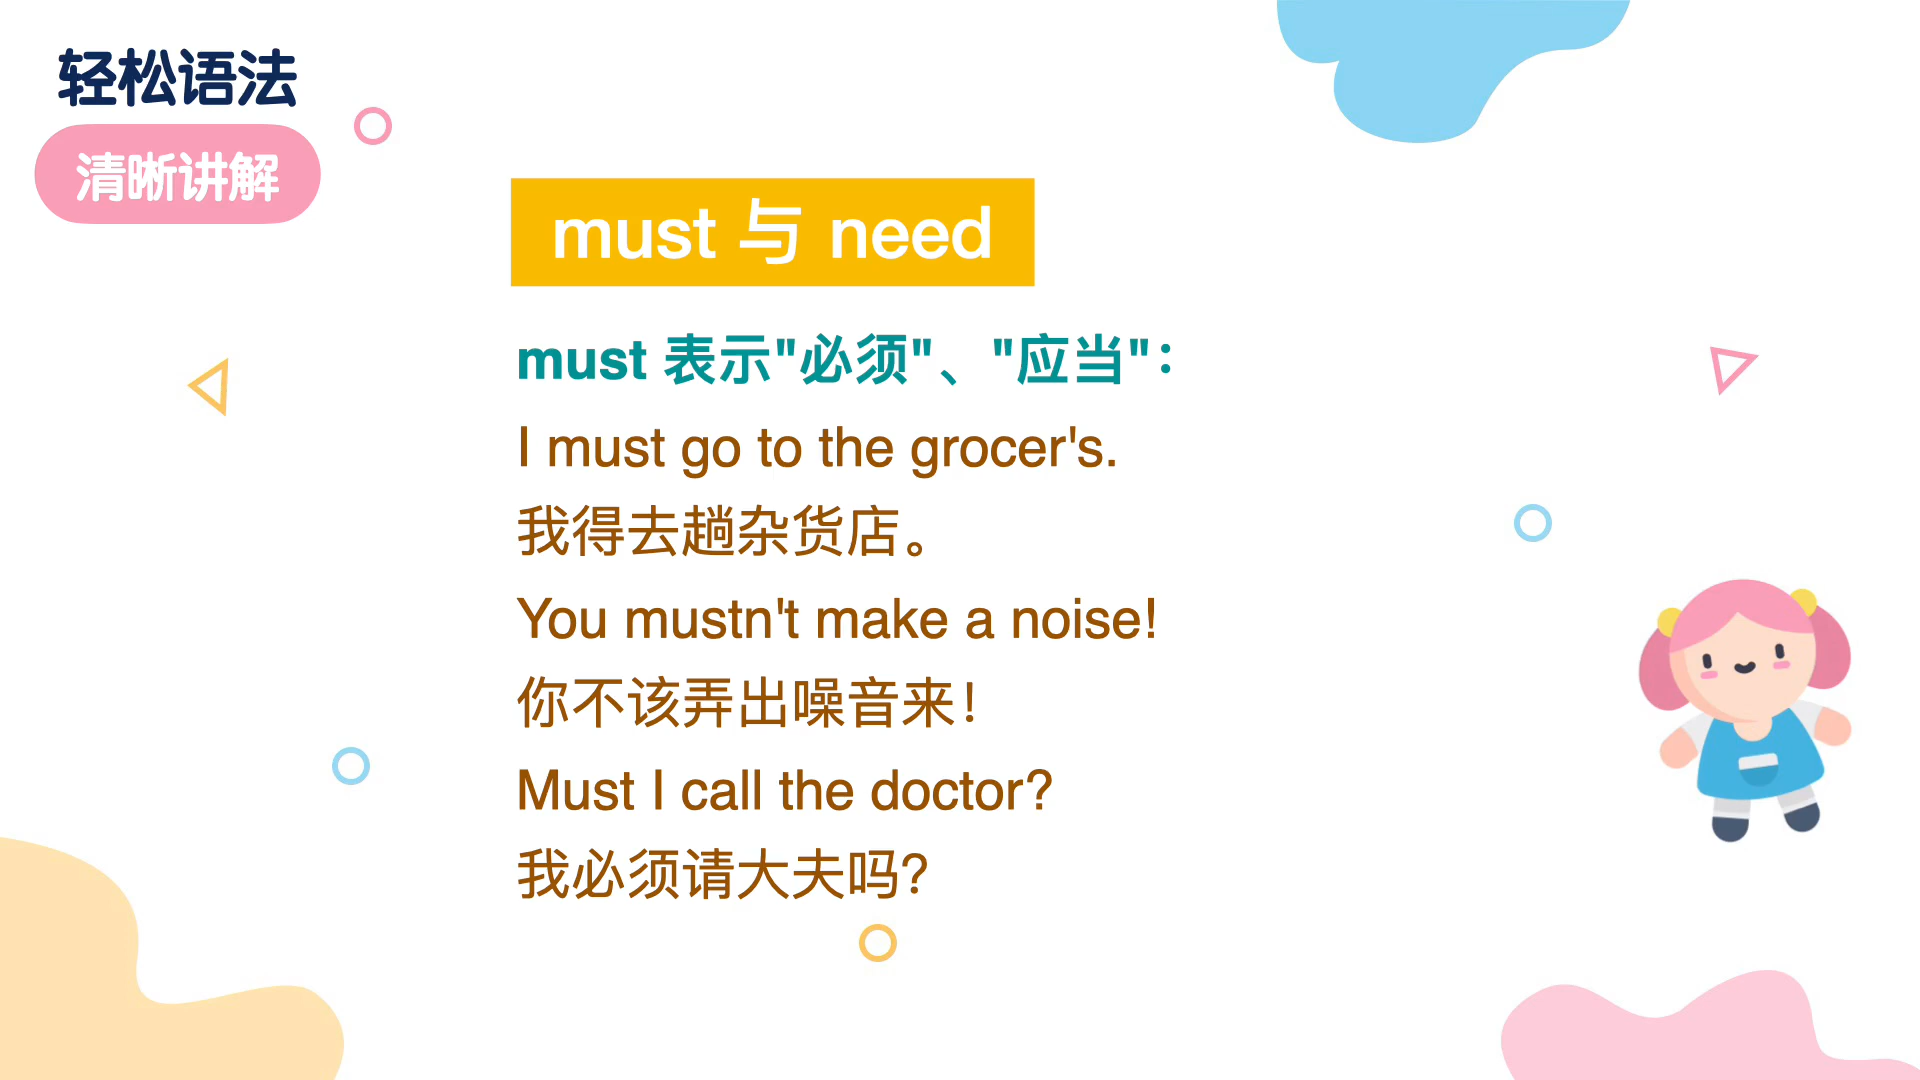 轻松语法
清晰讲解
must 与 need
must 表示"必须"、"应当"：
I must go to the grocer's.
我得去趟杂货店。
You mustn't make a noise!
你不该弄出噪音来！
Must I call the doctor?
我必须请大夫吗？